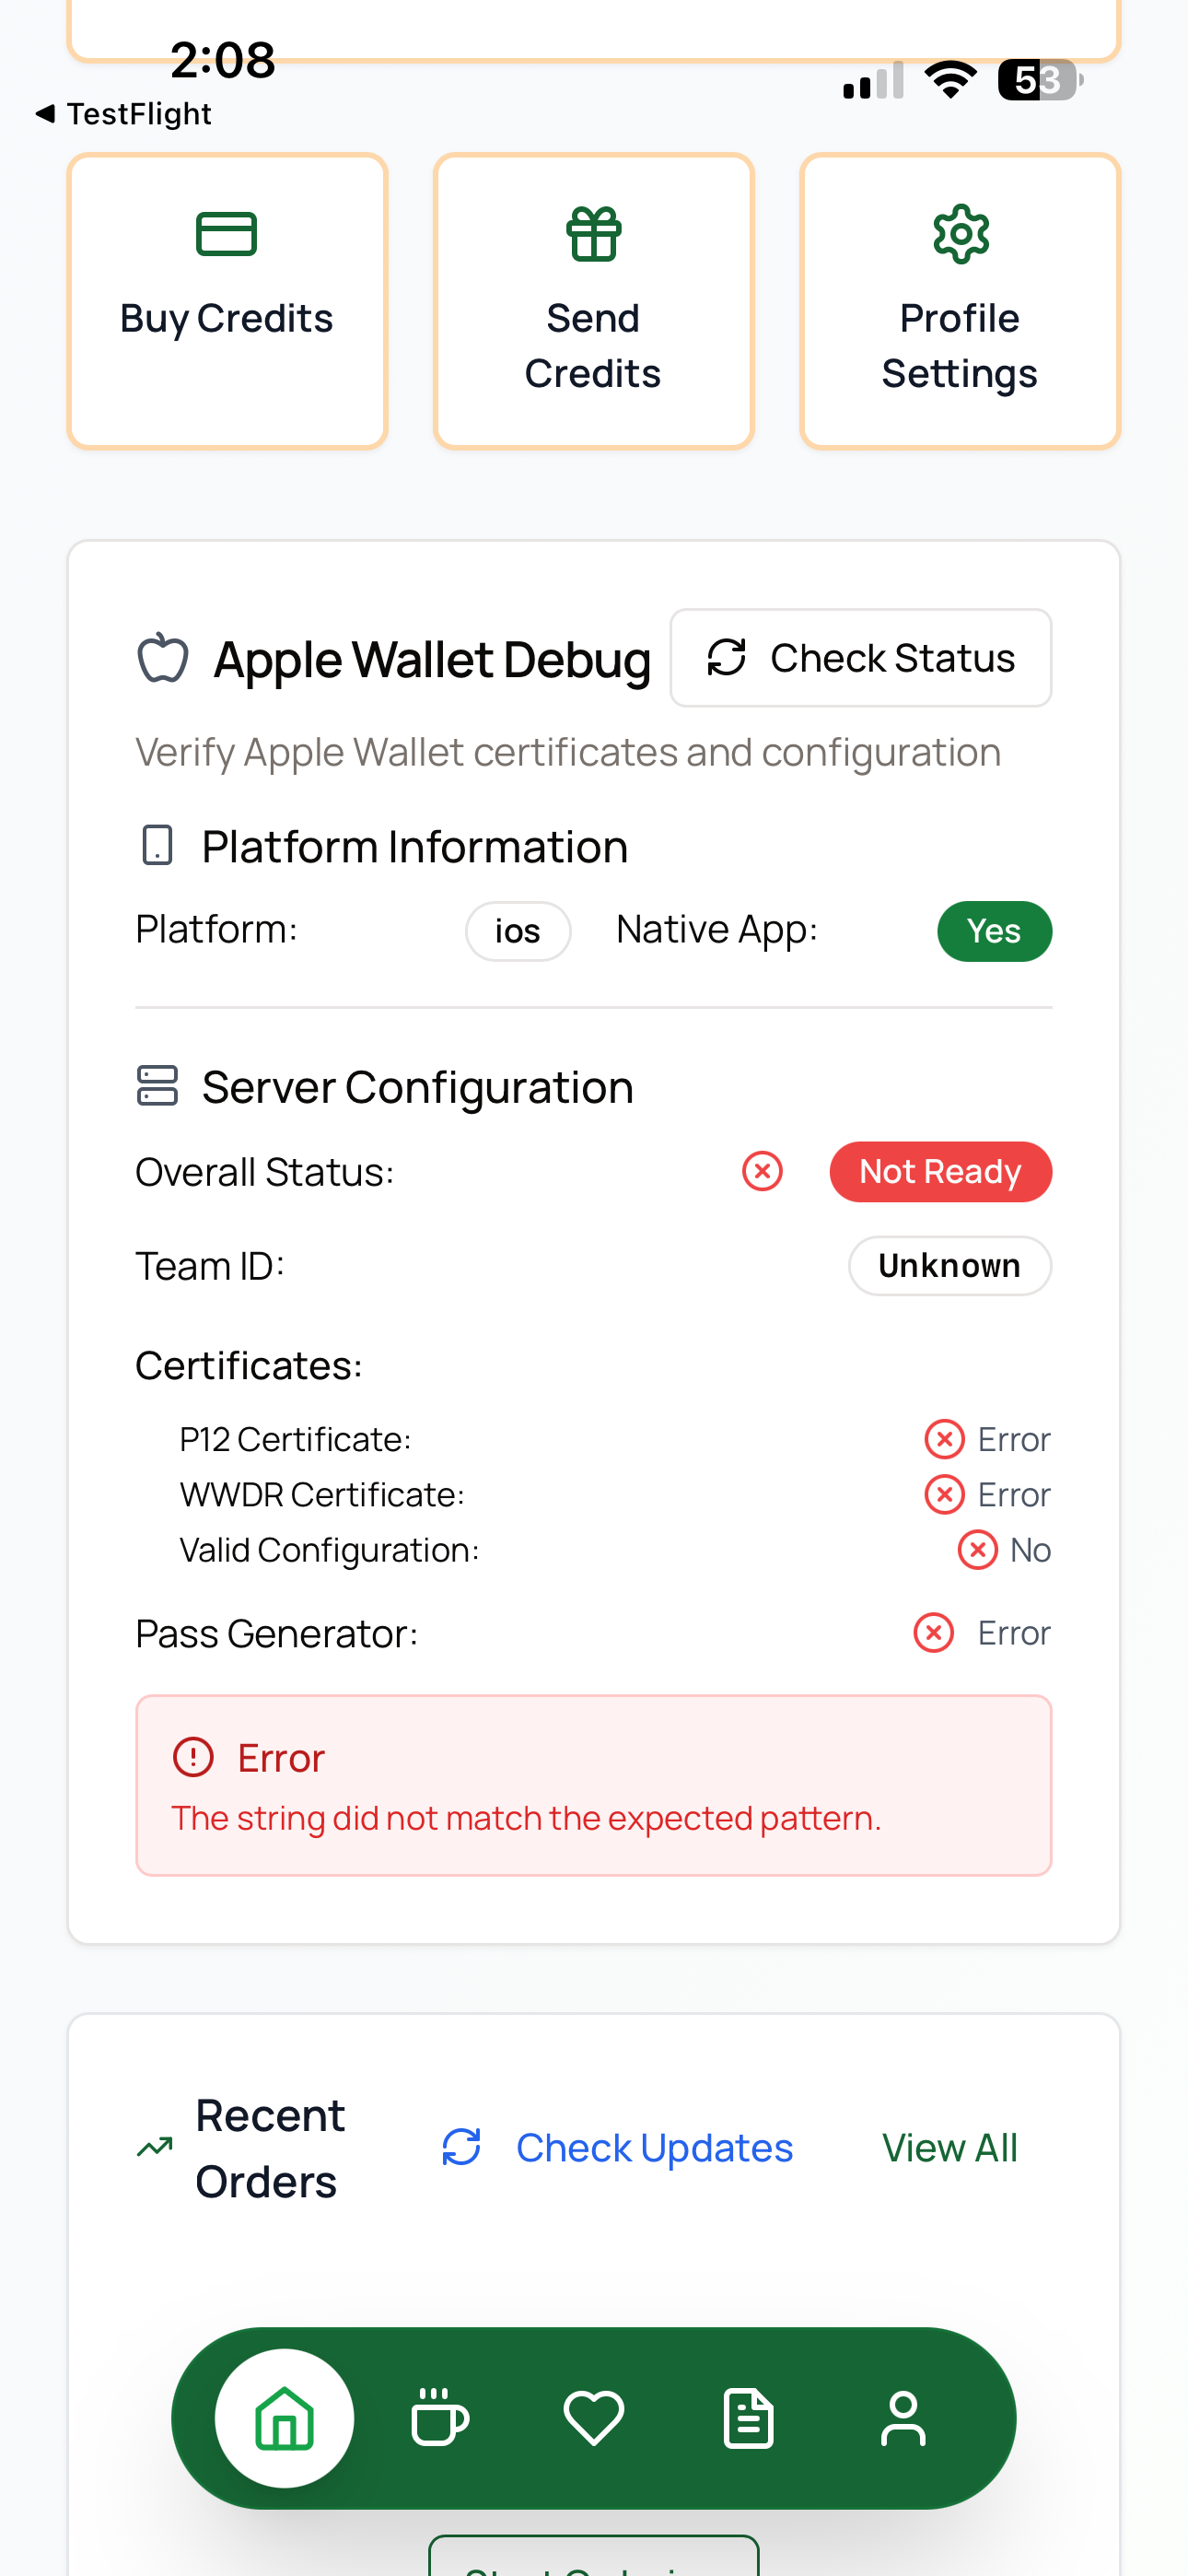 2:08
53
TestFlight
Buy Credits
Send
Credits
Profile
Settings
Apple Wallet Debug
Check Status
Verify Apple Wallet certificates and configuration
Platform Information
Platform: ios Native App: Yes
Server Configuration
Overall Status: Not Ready
Team ID: Unknown
Certificates:
P12 Certificate: Error
WWDR Certificate: Error
Valid Configuration: No
Pass Generator: Error
Error
The string did not match the expected pattern.
Recent
Orders
Check Updates
View All